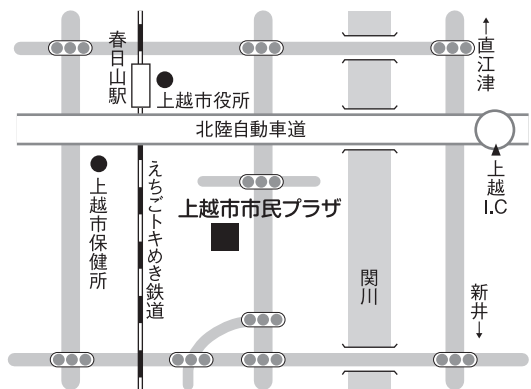 ↑直江津
春日山駅
上越市役所
北陸自動車道
上越I.C
上越市保健所
えちごトキめき鉄道
上越市市民プラザ
関川
新井↓